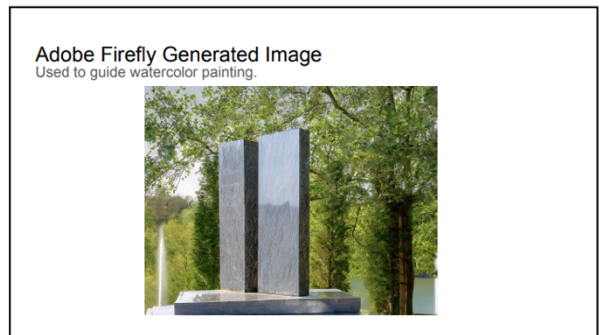 Adobe Firefly Generated Image
Used to guide watercolor painting.